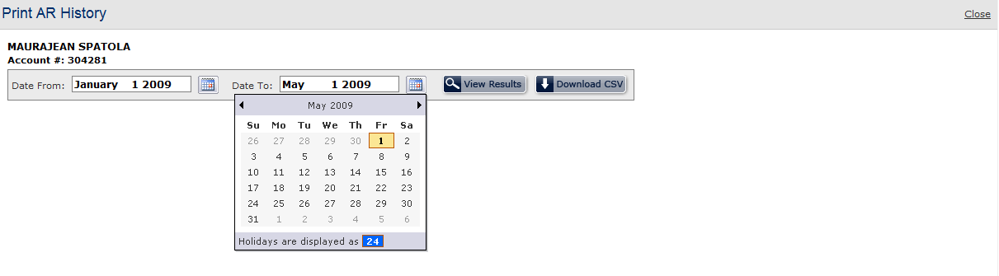 Print AR History
Close
MAURAJEAN SPATOLA
Account #: 304281
Date From: January 1 2009 Date To: May 1 2009 View Results Download CSV
May 2009
Su Mo Tu We Th Fr Sa
26 27 28 29 30 1 2
3 4 5 6 7 8 9
10 11 12 13 14 15 16
17 18 19 20 21 22 23
24 25 26 27 28 29 30
31 1 2 3 4 5 6
Holidays are displayed as 24